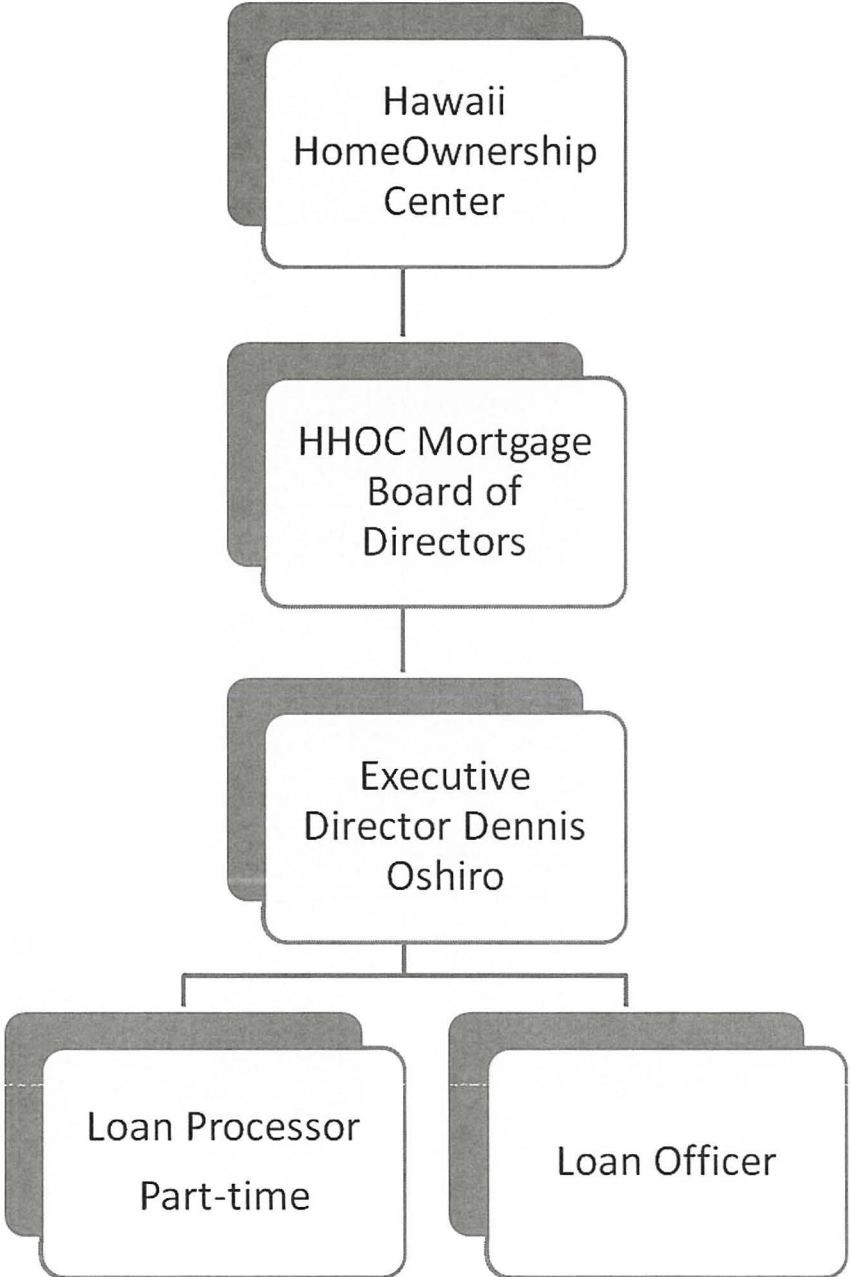 Hawaii
HomeOwnership
Center
HHOC Mortgage
Board of
Directors
Executive
Director Dennis
Oshiro
Loan Processor
Part-time
Loan Officer